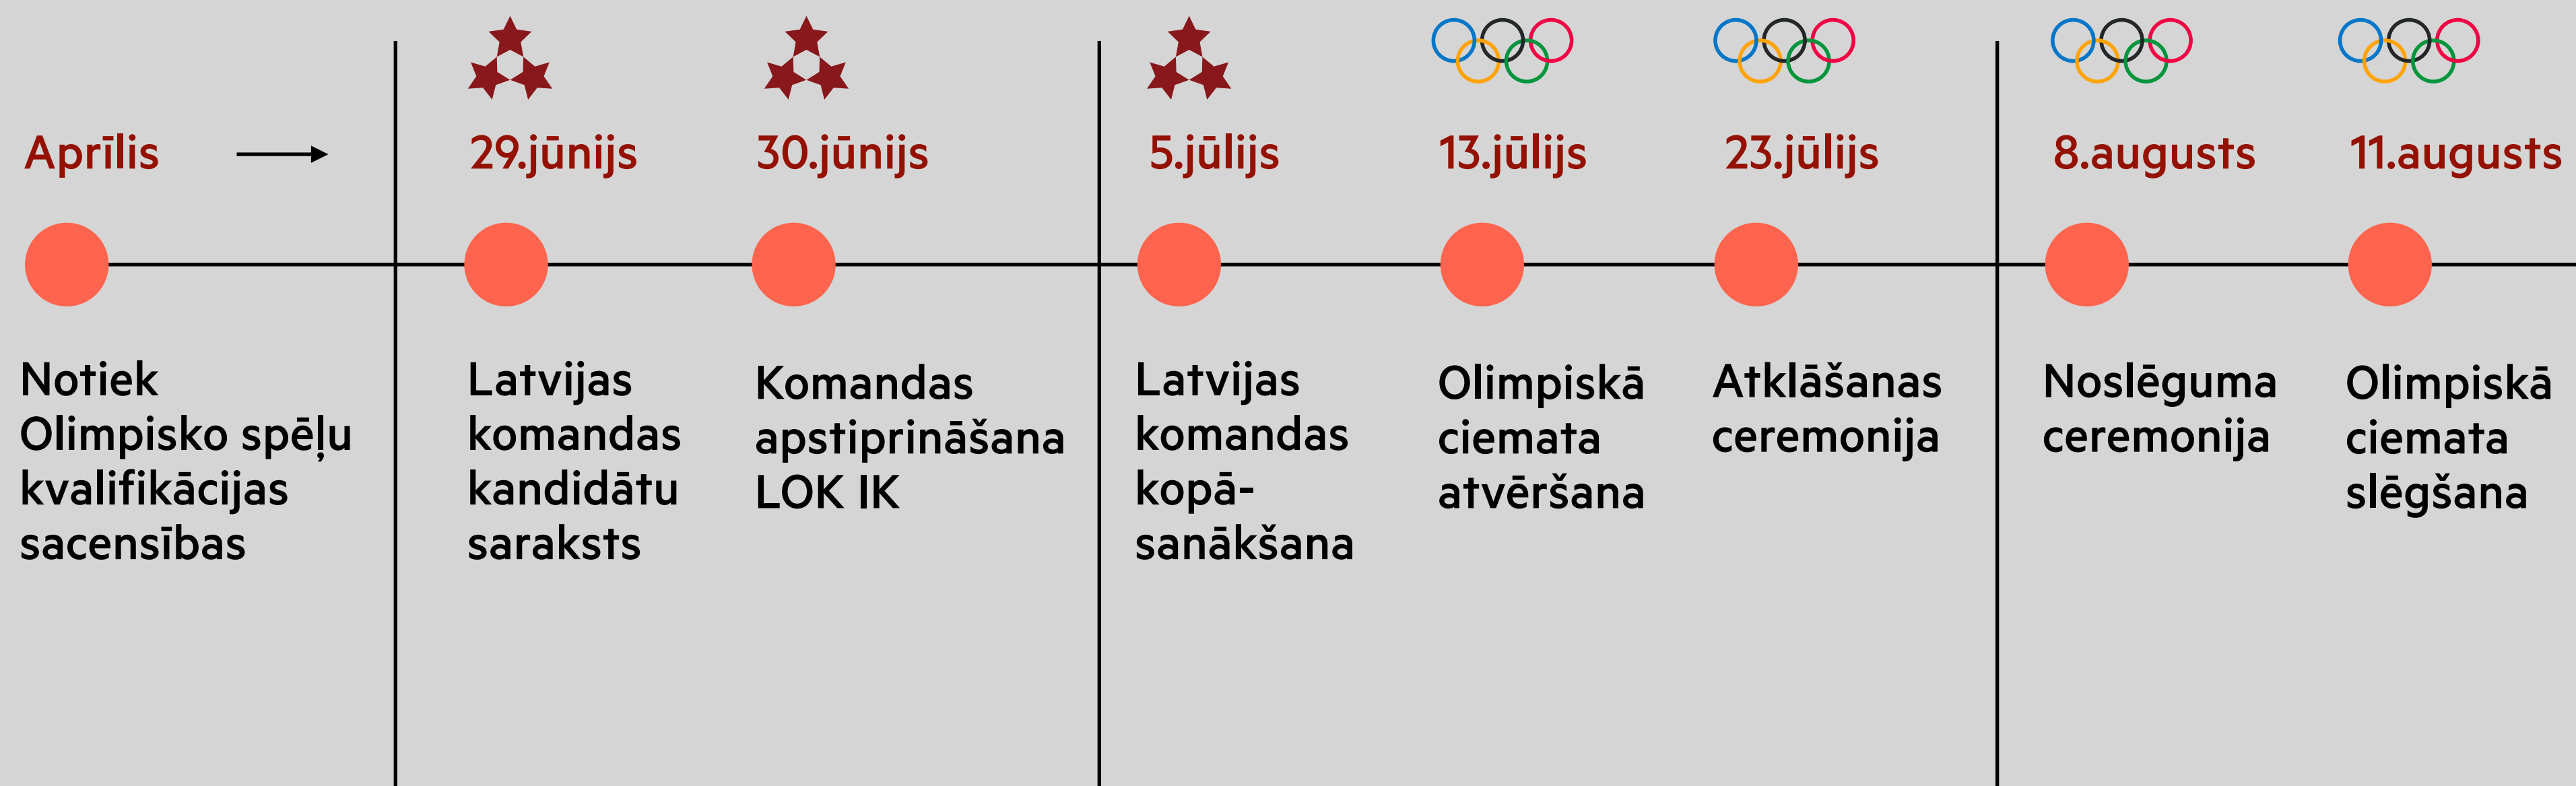 Aprīlis
Notiek
Olimpisko spēļu
kvalifikācijas
sacensības
29.jūnijs
Latvijas
komandas
kandidātu
saraksts
30.jūnijs
Komandas
apstiprināšana
LOK IK
5.jūlijs
Latvijas
komandas
kopā-
sanākšana
13.jūlijs
Olimpiskā
ciemata
atvēršana
23.jūlijs
Atklāšanas
ceremonija
8.augusts
Noslēguma
ceremonija
11.augusts
Olimpiskā
ciemata
slēgšana